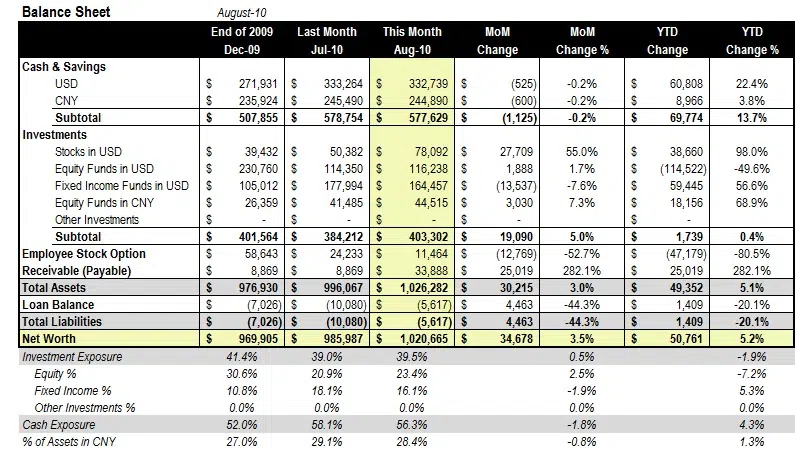 Balance Sheet August-10
End of 2009 Last Month This Month MoM MoM YTD YTD
Dec-09 Jul-10 Aug-10 Change Change % Change Change %
Cash & Savings
USD $ 271,931 $ 333,264 $ 332,739 $ (525) -0.2% $ 60,808 22.4%
CNY $ 235,924 $ 245,490 $ 244,890 $ (600) -0.2% $ 8,966 3.8%
Subtotal $ 507,855 $ 578,754 $ 577,629 $ (1,125) -0.2% $ 69,774 13.7%
Investments
Stocks in USD $ 39,432 $ 50,382 $ 78,092 $ 27,709 55.0% $ 38,660 98.0%
Equity Funds in USD $ 230,760 $ 114,350 $ 116,238 $ 1,888 1.7% $ (114,522) -49.6%
Fixed Income Funds in USD $ 105,012 $ 177,994 $ 164,457 $ (13,537) -7.6% $ 59,445 56.6%
Equity Funds in CNY $ 26,359 $ 41,485 $ 44,515 $ 3,030 7.3% $ 18,156 68.9%
Other Investments $ - $ - $ - $ - $ -
Subtotal $ 401,564 $ 384,212 $ 403,302 $ 19,090 5.0% $ 1,739 0.4%
Employee Stock Option $ 58,643 $ 24,233 $ 11,464 $ (12,769) -52.7% $ (47,179) -80.5%
Receivable (Payable) $ 8,869 $ 8,869 $ 33,888 $ 25,019 282.1% $ 25,019 282.1%
Total Assets $ 976,930 $ 996,067 $ 1,026,282 $ 30,215 3.0% $ 49,352 5.1%
Loan Balance $ (7,026) $ (10,080) $ (5,617) $ 4,463 -44.3% $ 1,409 -20.1%
Total Liabilities $ (7,026) $ (10,080) $ (5,617) $ 4,463 -44.3% $ 1,409 -20.1%
Net Worth $ 969,905 $ 985,987 $ 1,020,665 $ 34,678 3.5% $ 50,761 5.2%
Investment Exposure 41.4% 39.0% 39.5% 0.5% -1.9%
Equity % 30.6% 20.9% 23.4% 2.5% -7.2%
Fixed Income % 10.8% 18.1% 16.1% -1.9% 5.3%
Other Investments % 0.0% 0.0% 0.0% 0.0% 0.0%
Cash Exposure 52.0% 58.1% 56.3% -1.8% 4.3%
% of Assets in CNY 27.0% 29.1% 28.4% -0.8% 1.3%